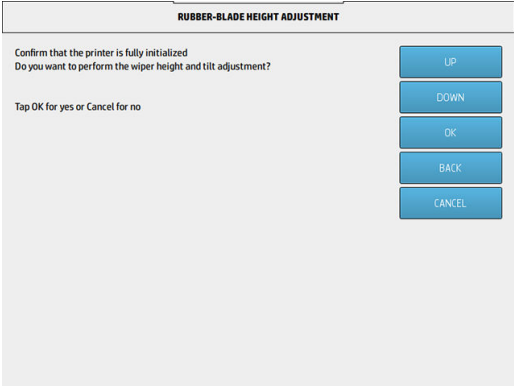 RUBBER-BLADE HEIGHT ADJUSTMENT
Confirm that the printer is fully initialized
Do you want to perform the wiper height and tilt adjustment?
Tap OK for yes or Cancel for no
UP
DOWN
OK
BACK
CANCEL